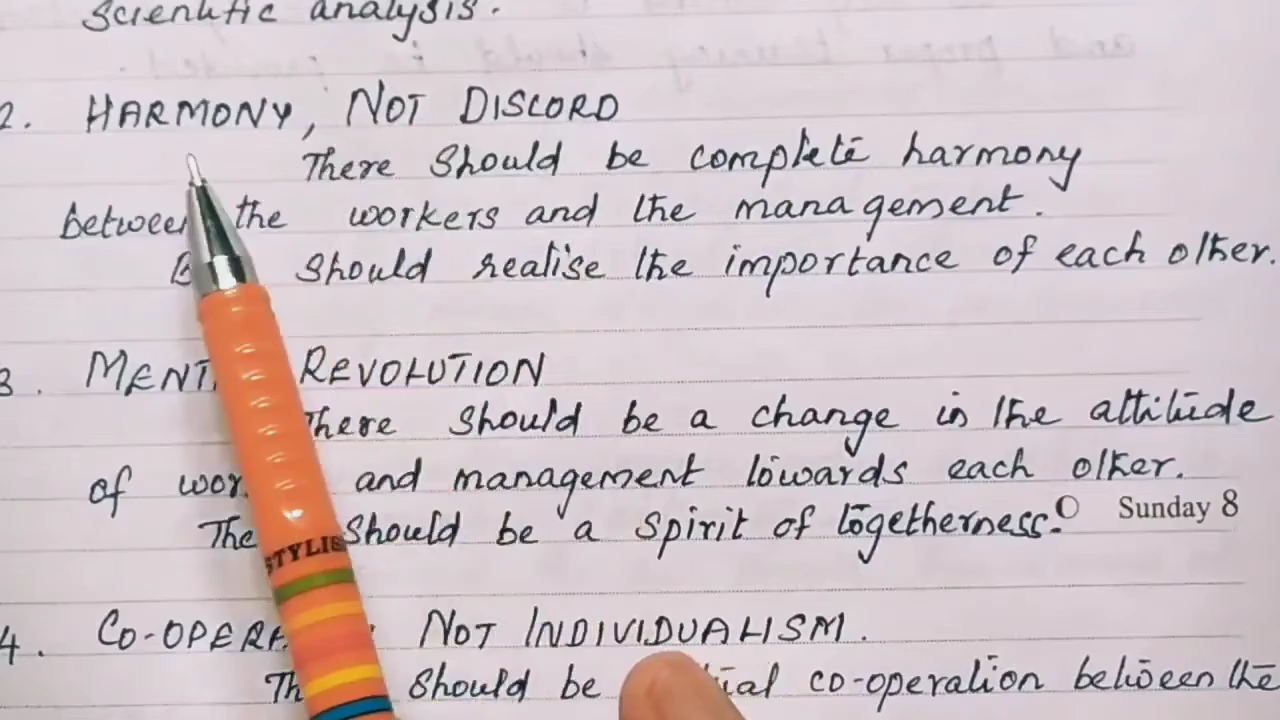 Scientific analysis.
2. HARMONY, NOT DISCORD
There should be complete harmony
between the workers and the management.
should realise the importance of each other.
3. REVOLUTION
There should be a change in the attitude
of and management towards each other.
should be a spirit of togetherness.
Sunday 8
4. NOT INDIVIDUALISM.
should be co-operation between the
STYLIS